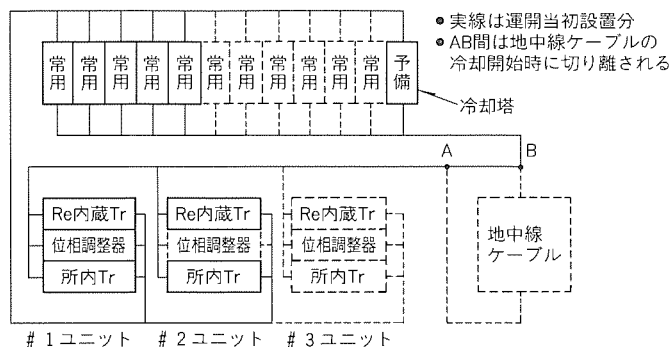 ● 実線は運開当初設置分
● AB間は地中線ケーブルの
冷却開始時に切り離される
常用 常用 常用 常用 常用 常用 常用 常用 常用 常用 予備
冷却塔
A B
Re内蔵Tr Re内蔵Tr Re内蔵Tr
位相調整器 位相調整器 位相調整器
所内Tr 所内Tr 所内Tr
地中線
ケーブル
#1ユニット #2ユニット #3ユニット